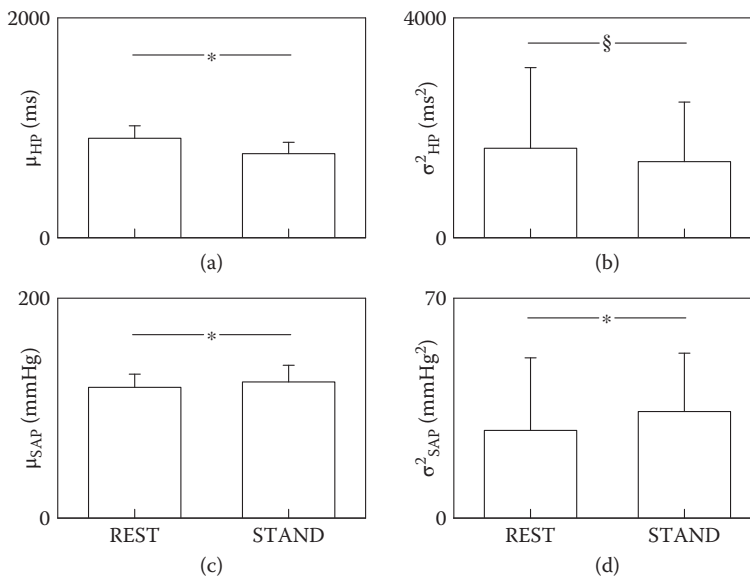 2000
*
μHP (ms)
0
(a)
4000
§
σ²HP (ms²)
0
(b)
200
*
μSAP (mmHg)
0
REST STAND
(c)
70
*
σ²SAP (mmHg²)
0
REST STAND
(d)